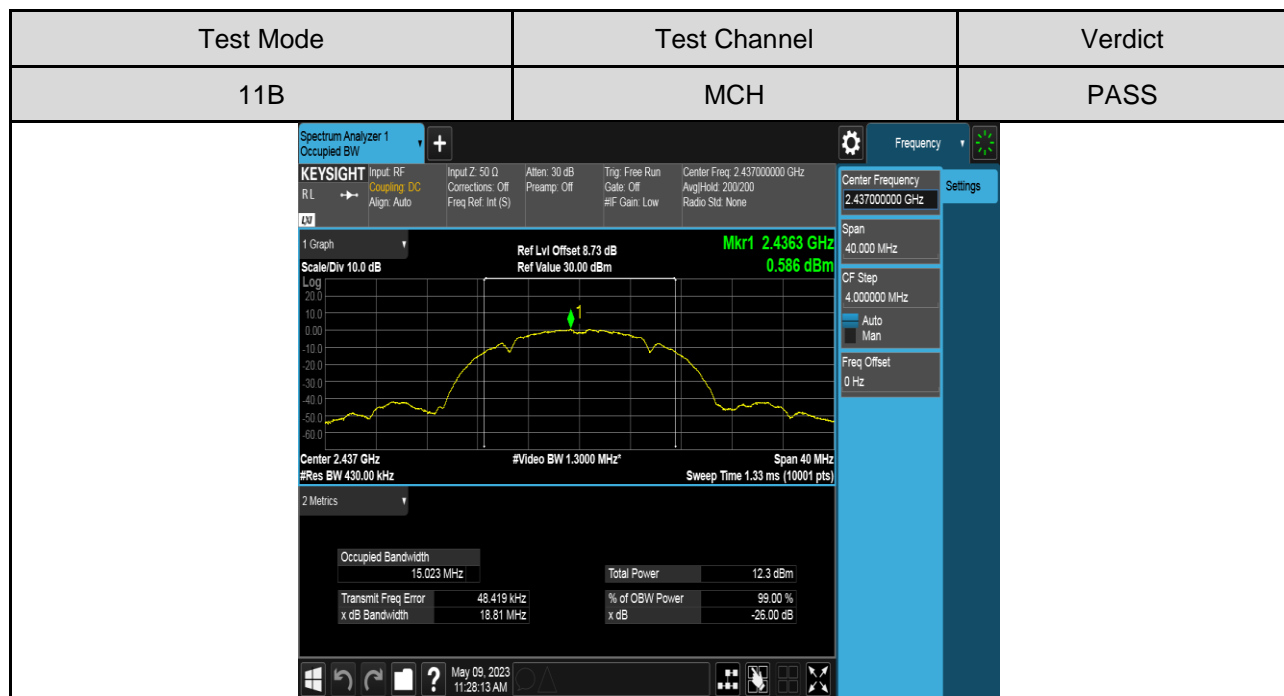 Test Mode Test Channel Verdict
11B MCH PASS
Spectrum Analyzer 1
Occupied BW
+
Frequency
KEYSIGHT
RL
LXI
Input: RF
Coupling: DC
Align: Auto
Input Z: 50 Ω
Corrections: Off
Freq Ref: Int (S)
Atten: 30 dB
Preamp: Off
Trig: Free Run
Gate: Off
#IF Gain: Low
Center Freq: 2.437000000 GHz
Avg|Hold: 200/200
Radio Std: None
Center Frequency
2.437000000 GHz
Settings
Span
40.000 MHz
CF Step
4.000000 MHz
Auto
Man
Freq Offset
0 Hz
1 Graph
Ref Lvl Offset 8.73 dB
Mkr1 2.4363 GHz
Scale/Div 10.0 dB
Ref Value 30.00 dBm
0.586 dBm
Log
20.0
10.0
0.00
-10.0
-20.0
-30.0
-40.0
-50.0
-60.0
1
Center 2.437 GHz
#Video BW 1.3000 MHz*
Span 40 MHz
#Res BW 430.00 kHz
Sweep Time 1.33 ms (10001 pts)
2 Metrics
Occupied Bandwidth
15.023 MHz
Total Power 12.3 dBm
Transmit Freq Error 48.419 kHz
% of OBW Power 99.00 %
x dB Bandwidth 18.81 MHz
x dB -26.00 dB
?
May 09, 2023
11:28:13 AM